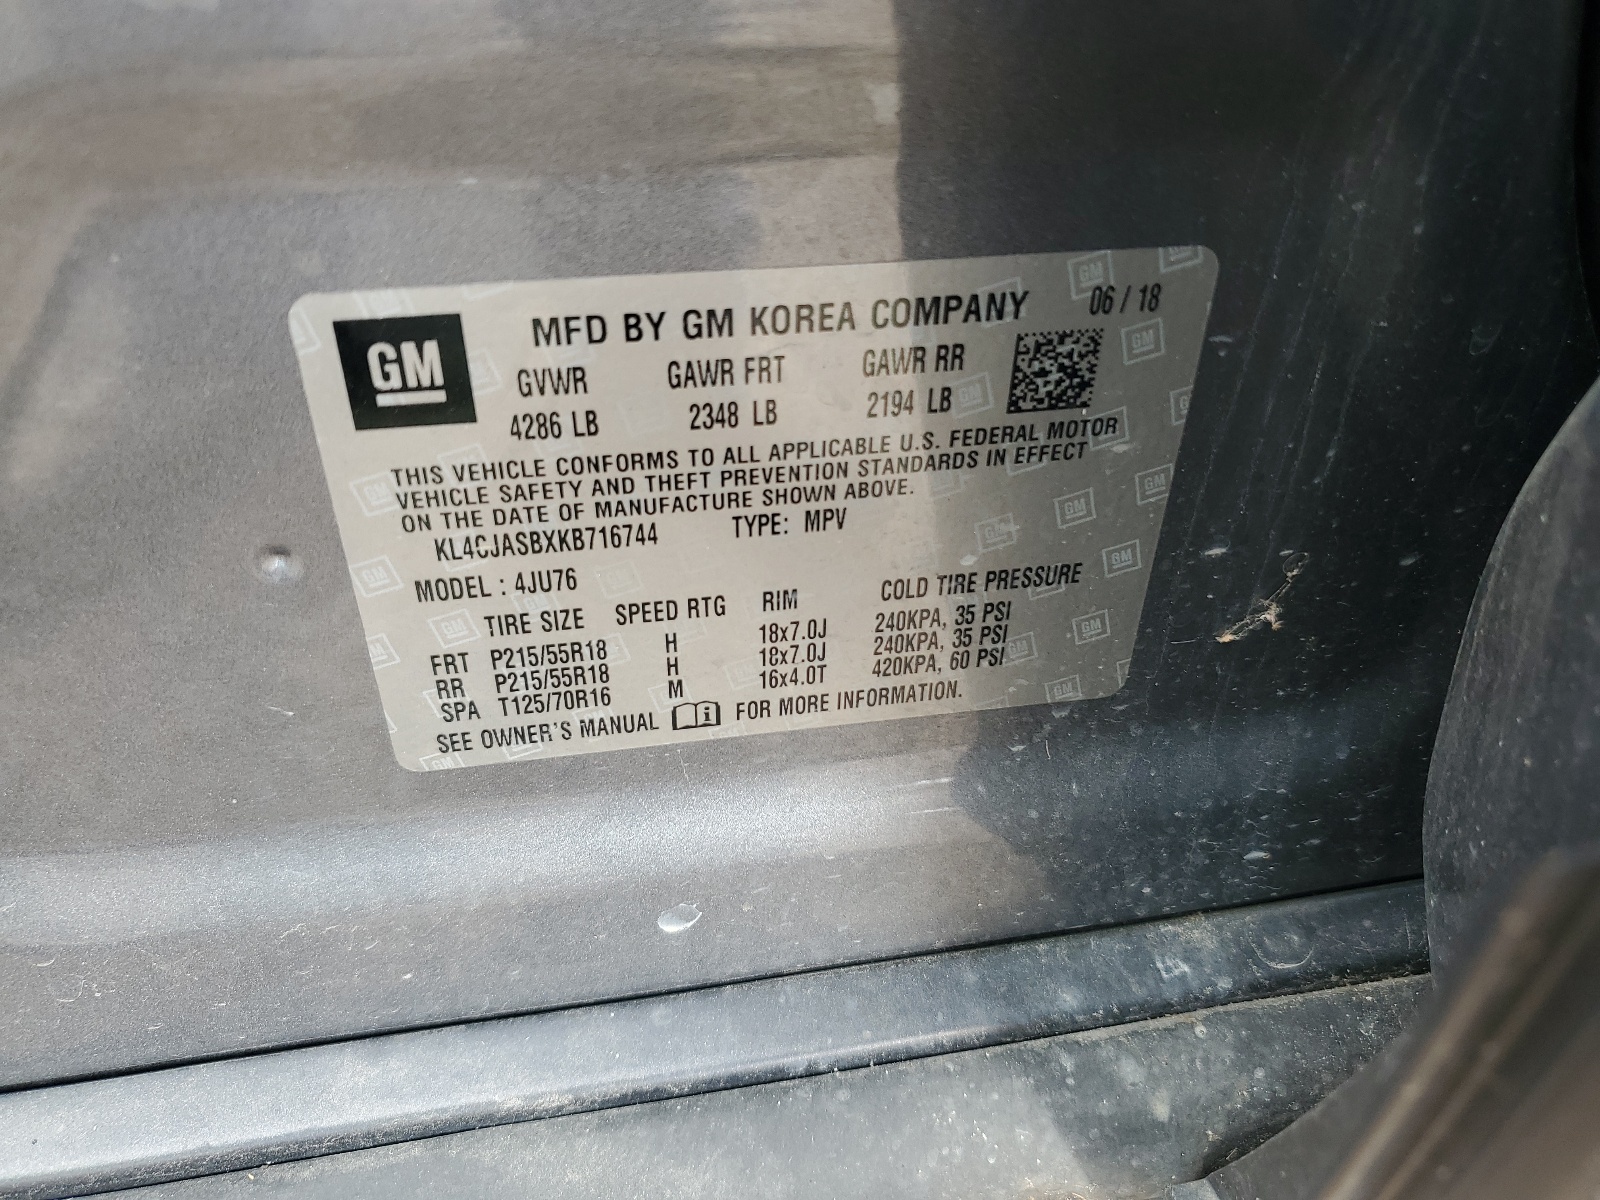 GM
MFD BY GM KOREA COMPANY 06 / 18
GVWR GAWR FRT GAWR RR
4286 LB 2348 LB 2194 LB
THIS VEHICLE CONFORMS TO ALL APPLICABLE U.S. FEDERAL MOTOR
VEHICLE SAFETY AND THEFT PREVENTION STANDARDS IN EFFECT
ON THE DATE OF MANUFACTURE SHOWN ABOVE.
KL4CJASBXKB716744 TYPE: MPV
MODEL : 4JU76
TIRE SIZE SPEED RTG RIM COLD TIRE PRESSURE
FRT P215/55R18 H 18x7.0J 240KPA, 35 PSI
RR P215/55R18 H 18x7.0J 240KPA, 35 PSI
SPA T125/70R16 M 16x4.0T 420KPA, 60 PSI
SEE OWNER'S MANUAL FOR MORE INFORMATION.